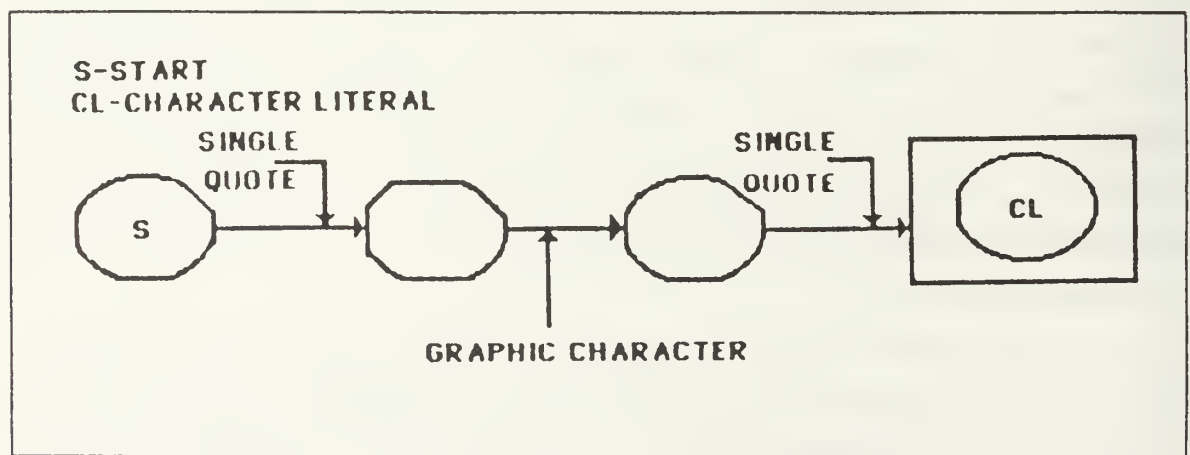 S-START
CL-CHARACTER LITERAL
SINGLE
QUOTE
SINGLE
QUOTE
S
CL
GRAPHIC CHARACTER